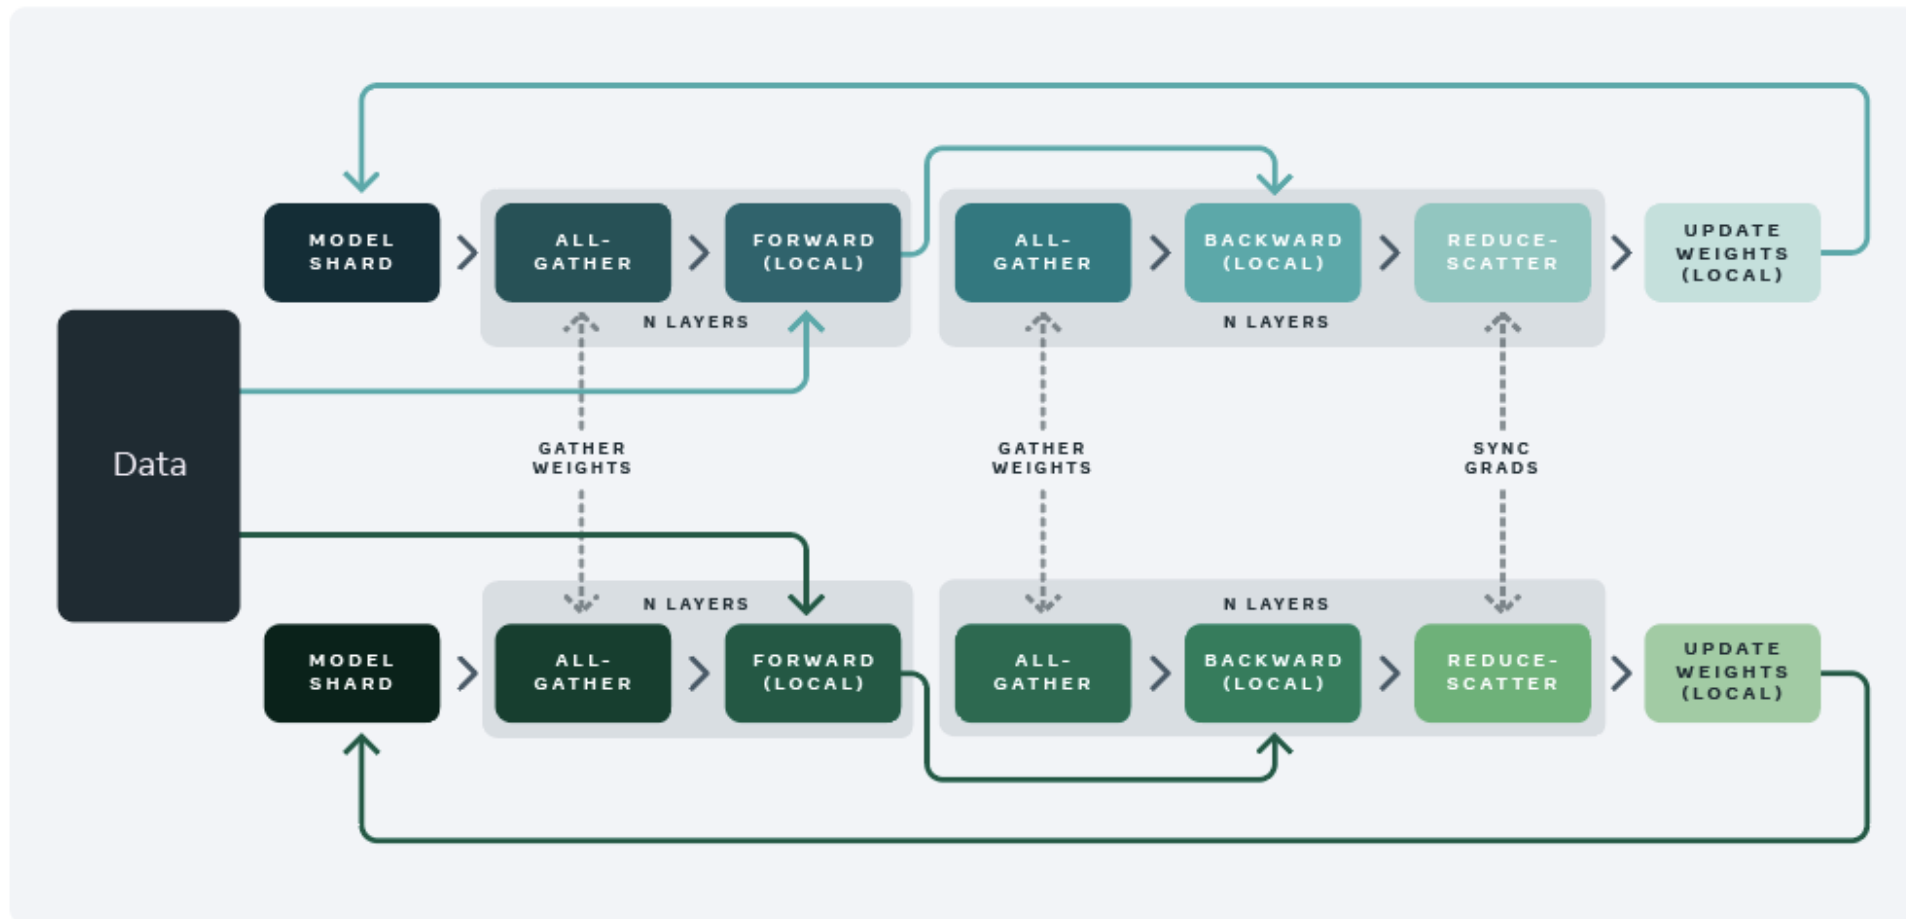 MODEL
SHARD
ALL-
GATHER
FORWARD
(LOCAL)
N LAYERS
ALL-
GATHER
BACKWARD
(LOCAL)
REDUCE-
SCATTER
N LAYERS
UPDATE
WEIGHTS
(LOCAL)
Data
GATHER
WEIGHTS
GATHER
WEIGHTS
SYNC
GRADS
MODEL
SHARD
N LAYERS
ALL-
GATHER
FORWARD
(LOCAL)
N LAYERS
ALL-
GATHER
BACKWARD
(LOCAL)
REDUCE-
SCATTER
UPDATE
WEIGHTS
(LOCAL)